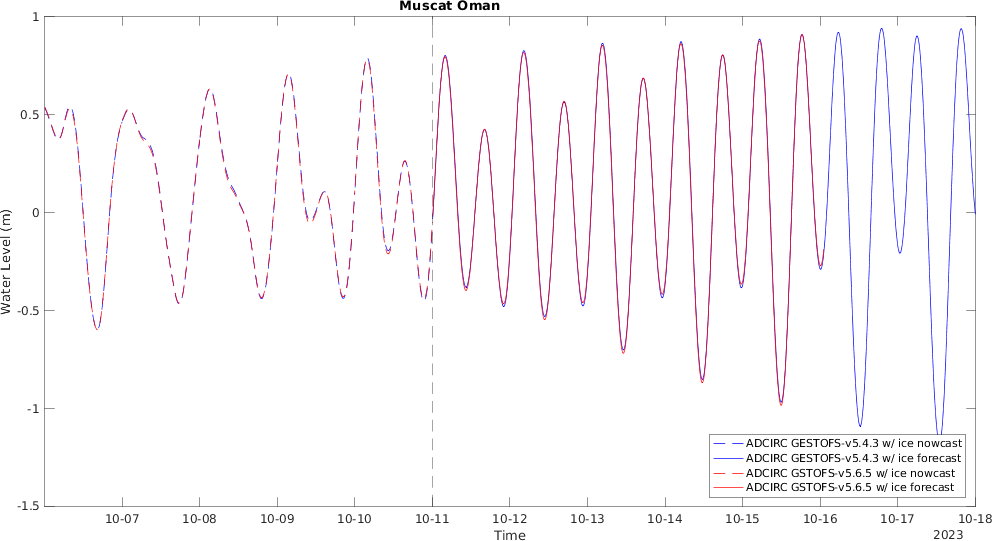 Muscat Oman
Water Level (m)
1
0.5
0
-0.5
-1
-1.5
10-07 10-08 10-09 10-10 10-11 10-12 10-13 10-14 10-15 10-16 10-17 10-18
Time
2023
ADCIRC GESTOFS-v5.4.3 w/ ice nowcast
ADCIRC GESTOFS-v5.4.3 w/ ice forecast
ADCIRC GSTOFS-v5.6.5 w/ ice nowcast
ADCIRC GSTOFS-v5.6.5 w/ ice forecast